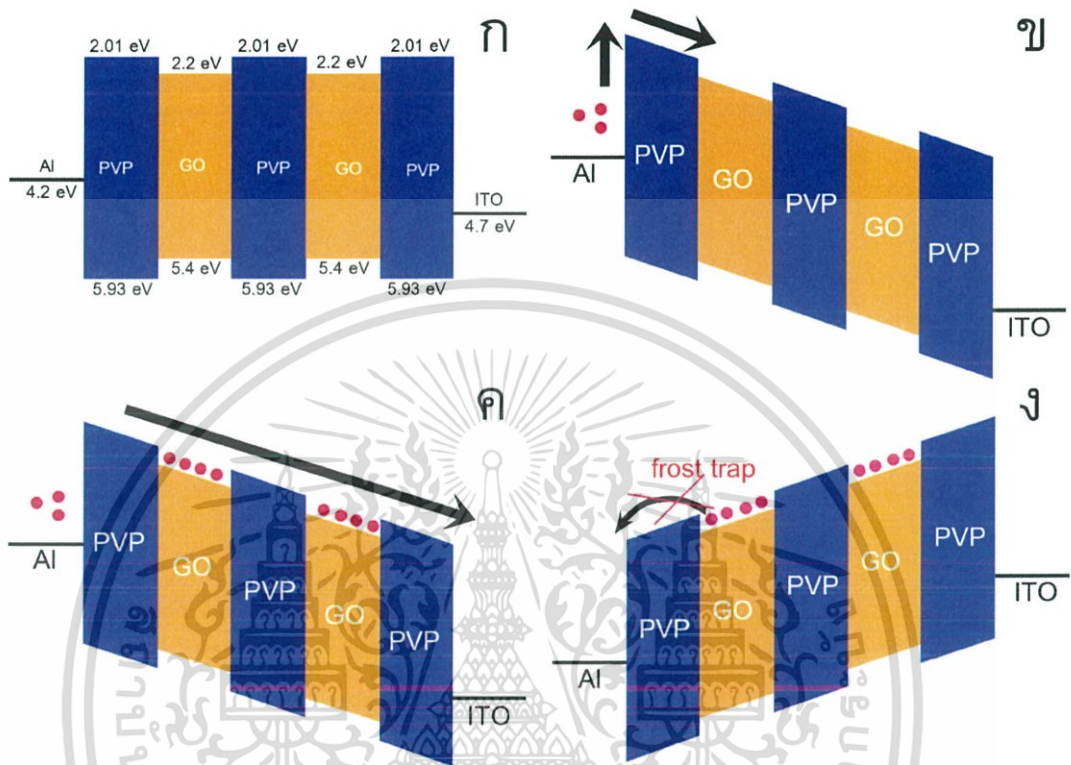 ก
2.01 eV 2.2 eV 2.01 eV 2.2 eV 2.01 eV
Al
4.2 eV
PVP GO PVP GO PVP
ITO
4.7 eV
5.93 eV 5.4 eV 5.93 eV 5.4 eV 5.93 eV
ข
Al
PVP
GO
PVP
GO
PVP
ITO
ค
Al
PVP
GO
PVP
GO
PVP
ITO
ง
frost trap
Al
PVP
GO
PVP
GO
PVP
ITO